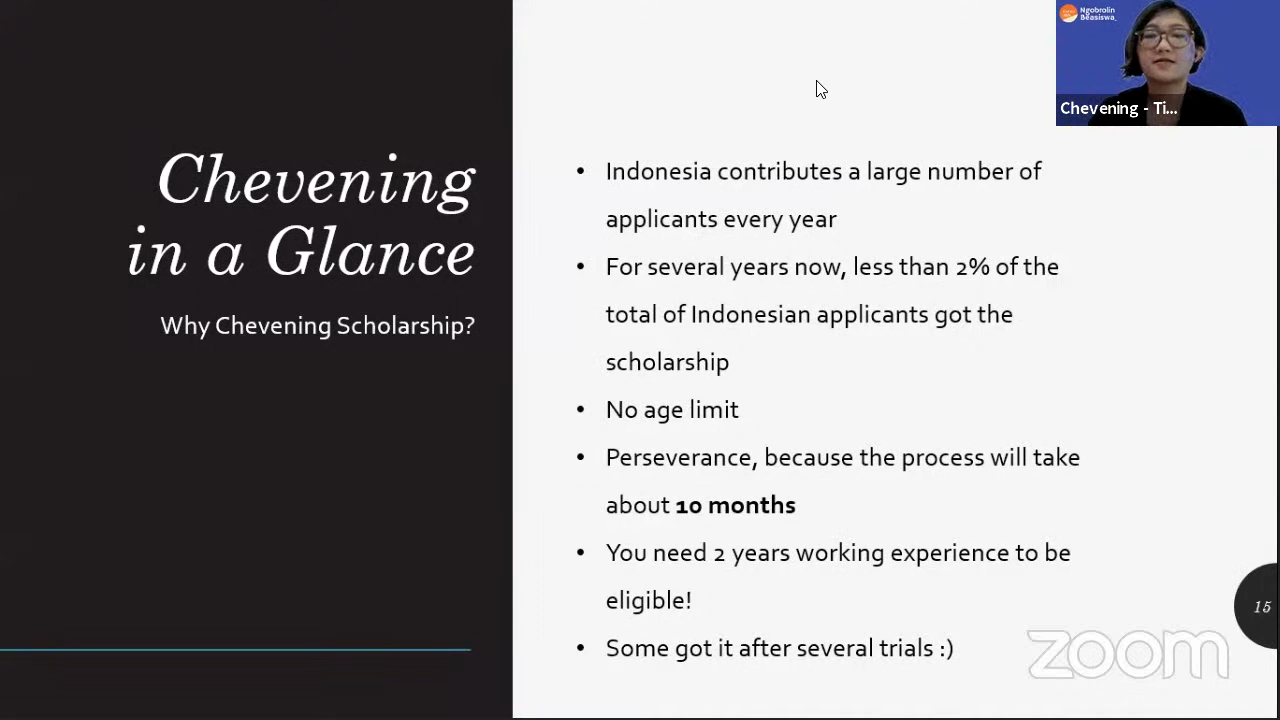 Chevening
in a Glance
Why Chevening Scholarship?
• Indonesia contributes a large number of
applicants every year
• For several years now, less than 2% of the
total of Indonesian applicants got the
scholarship
• No age limit
• Perseverance, because the process will take
about 10 months
• You need 2 years working experience to be
eligible!
• Some got it after several trials :)
Ngobrolin
Beasiswa
Chevening - Ti...
15
zoom